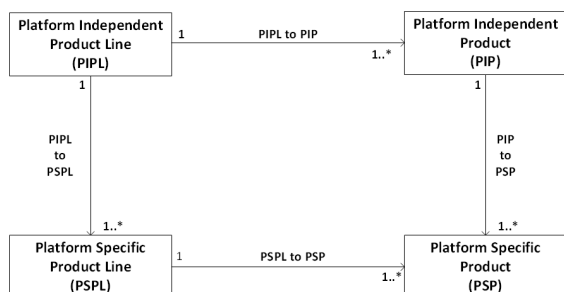 Platform Independent
Product Line
(PIPL)
1
PIPL to PIP
1..*
Platform Independent
Product
(PIP)
1
PIPL
to
PSPL
1..*
1
PIP
to
PSP
1..*
Platform Specific
Product Line
(PSPL)
1
PSPL to PSP
1..*
Platform Specific
Product
(PSP)